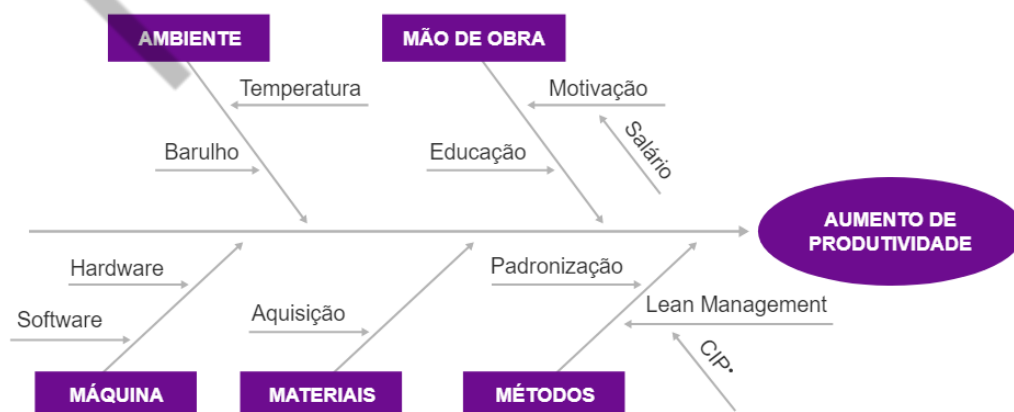 AMBIENTE
MÃO DE OBRA
Temperatura
Motivação
Barulho
Educação
Salário
AUMENTO DE
PRODUTIVIDADE
Hardware
Padronização
Software
Aquisição
Lean Management
CIP•
MÁQUINA
MATERIAIS
MÉTODOS